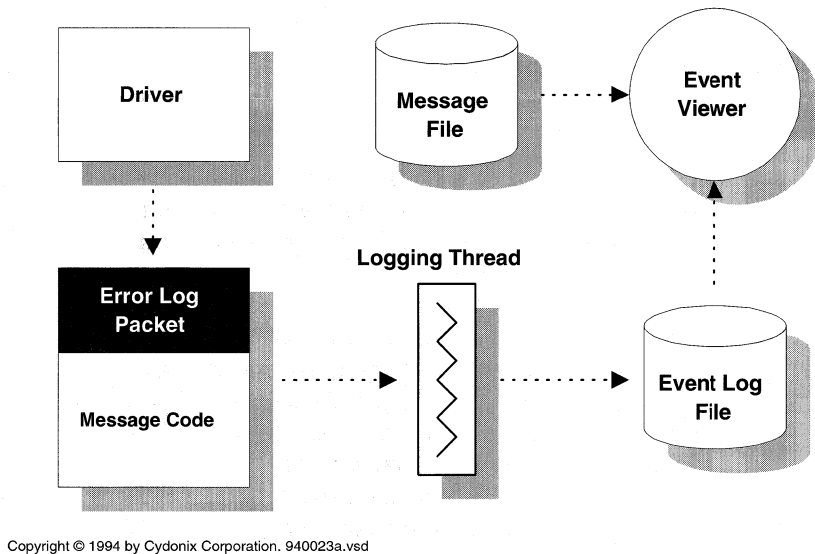 Driver
Message
File
Event
Viewer
Logging Thread
Error Log
Packet
Message Code
Event Log
File
Copyright © 1994 by Cydonix Corporation. 940023a.vsd